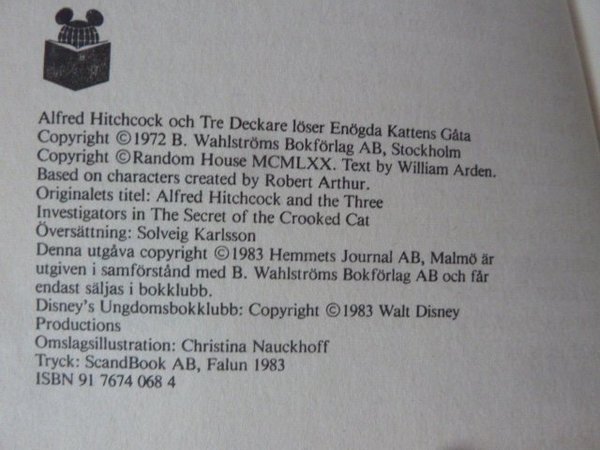 Alfred Hitchcock och Tre Deckare löser Enögda Kattens Gåta
Copyright ©1972 B. Wahlströms Bokförlag AB, Stockholm
Copyright ©Random House MCMLXX. Text by William Arden.
Based on characters created by Robert Arthur.
Originalets titel: Alfred Hitchcock and the Three
Investigators in The Secret of the Crooked Cat
Översättning: Solveig Karlsson
Denna utgåva copyright ©1983 Hemmets Journal AB, Malmö är
utgiven i samförstånd med B. Wahlströms Bokförlag AB och får
endast säljas i bokklubb.
Disney's Ungdomsbokklubb: Copyright ©1983 Walt Disney
Productions
Omslagsillustration: Christina Nauckhoff
Tryck: ScandBook AB, Falun 1983
ISBN 91 7674 068 4